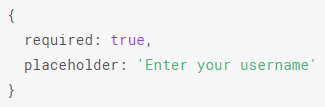 {
  required: true,
  placeholder: 'Enter your username'
}